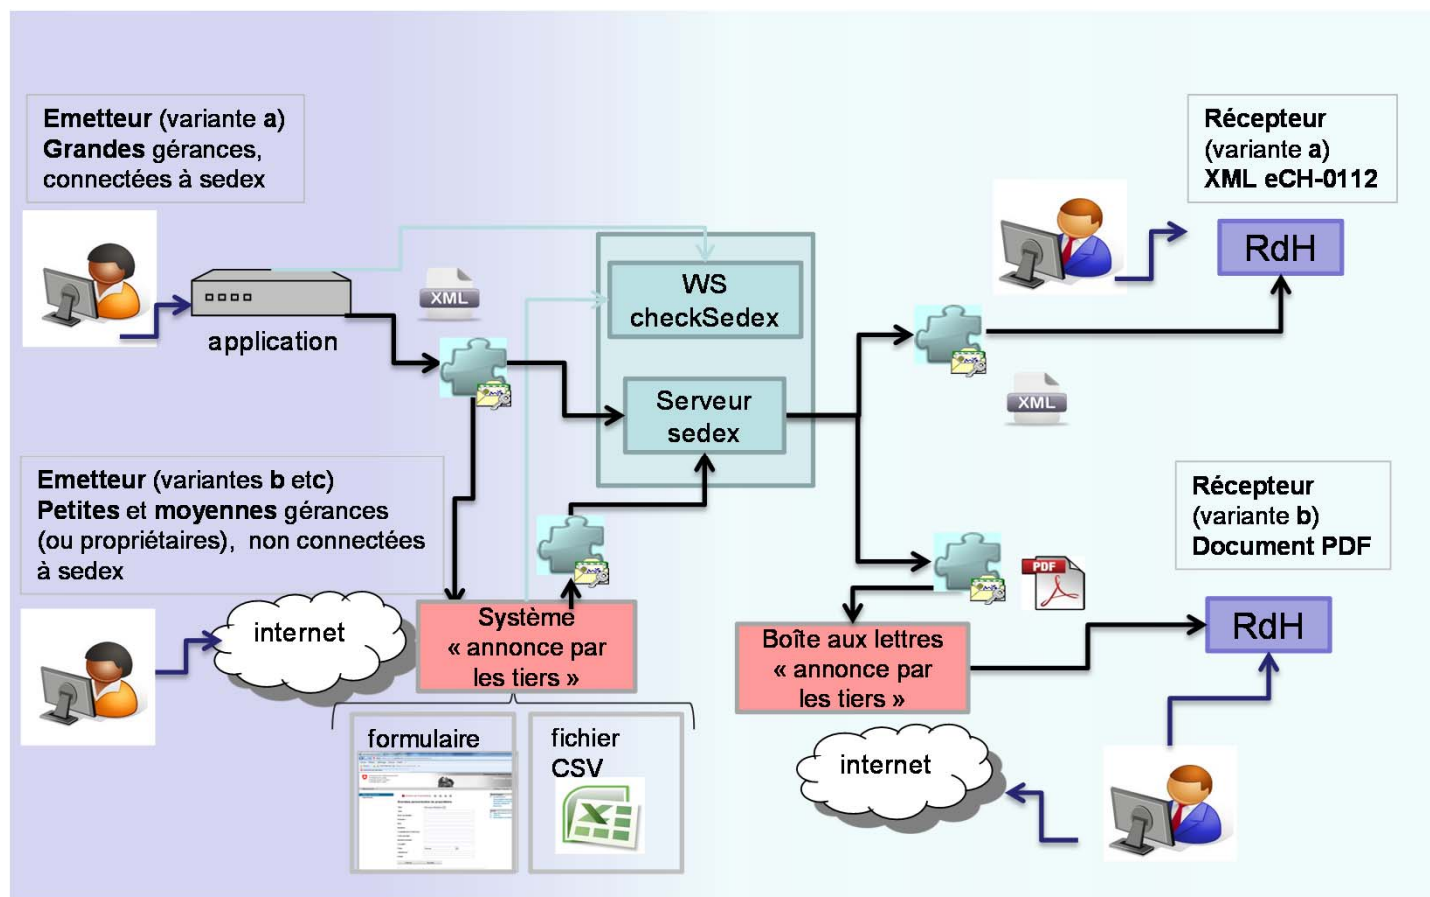 Emetteur (variante a)
Grandes gérances,
connectées à sedex
application
XML
WS
checkSedex
Serveur
sedex
Récepteur
(variante a)
XML eCH-0112
RdH
XML
Emetteur (variantes b etc)
Petites et moyennes gérances
(ou propriétaires), non connectées
à sedex
internet
Système
« annonce par
les tiers »
formulaire
fichier
CSV
Récepteur
(variante b)
Document PDF
PDF
RdH
Boîte aux lettres
« annonce par
les tiers »
internet